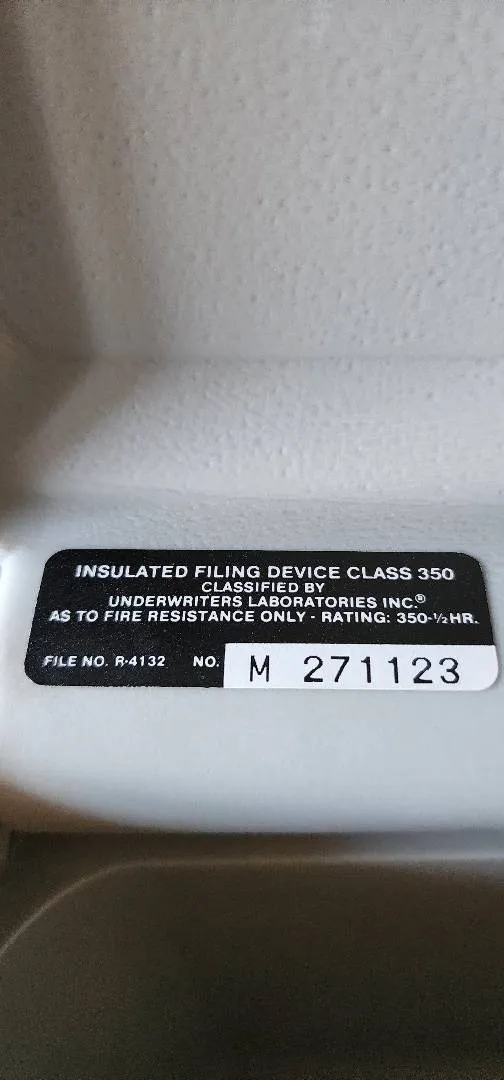 INSULATED FILING DEVICE CLASS 350
CLASSIFIED BY
UNDERWRITERS LABORATORIES INC.®
AS TO FIRE RESISTANCE ONLY - RATING: 350-½HR.
FILE NO. R-4132 NO. M 271123